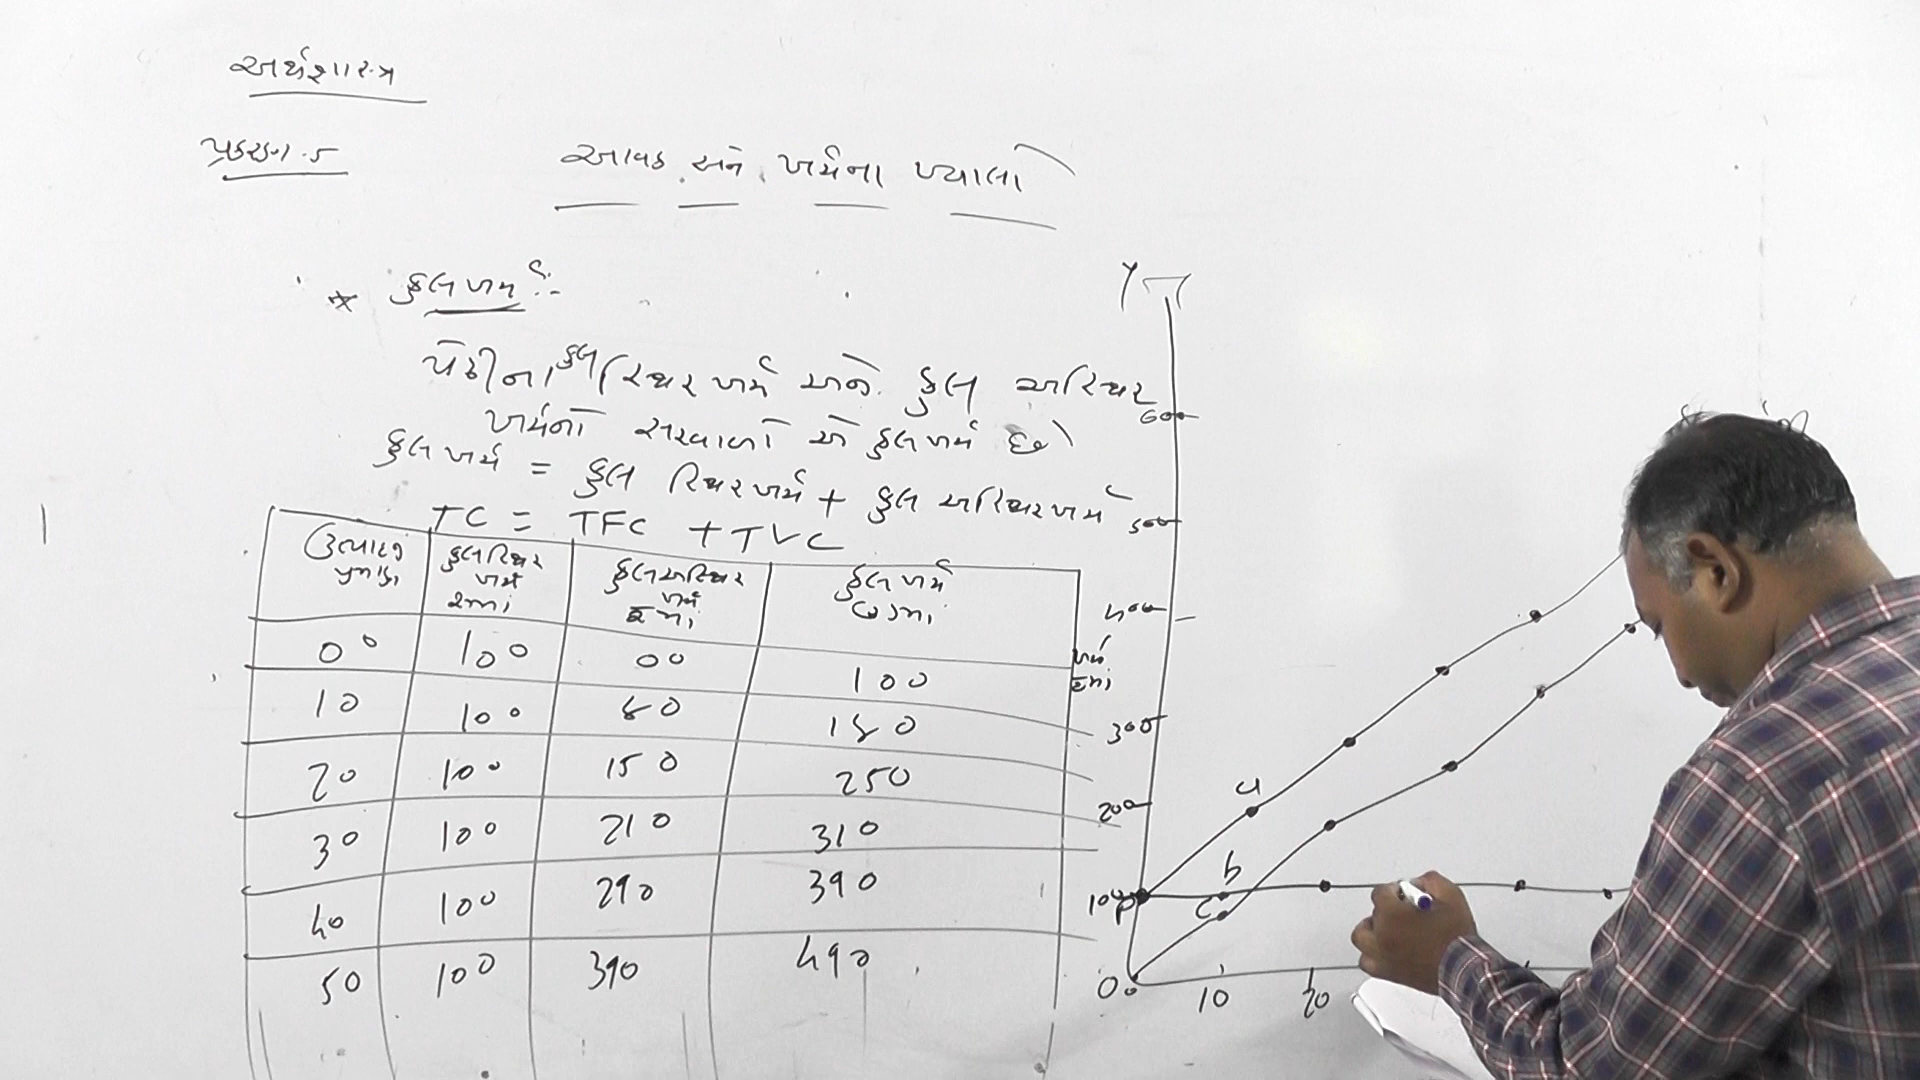 અર્થશાસ્ત્ર
પ્રકરણ.૬
આવક અને ખર્ચના ખ્યાલો
* કુલ ખર્ચ :-
પેઢીના કુલ સ્થિર ખર્ચ અને કુલ અસ્થિર
ખર્ચનો સરવાળો એ કુલ ખર્ચ છે
કુલ ખર્ચ = કુલ સ્થિર ખર્ચ + કુલ અસ્થિર ખર્ચ
TC = TFC + TVC
ઉત્પાદન પ્રમાણ કુલ સ્થિર ખર્ચ રૂમાં કુલ અસ્થિર ખર્ચ રૂમાં કુલ ખર્ચ રૂમાં
00 100 00 100
10 100 80 180
20 100 150 250
30 100 210 310
40 100 290 390
50 100 390 490
Y
600
500
400
ખર્ચ
રૂમાં
300
200
a
100 P b
c
0 10 20